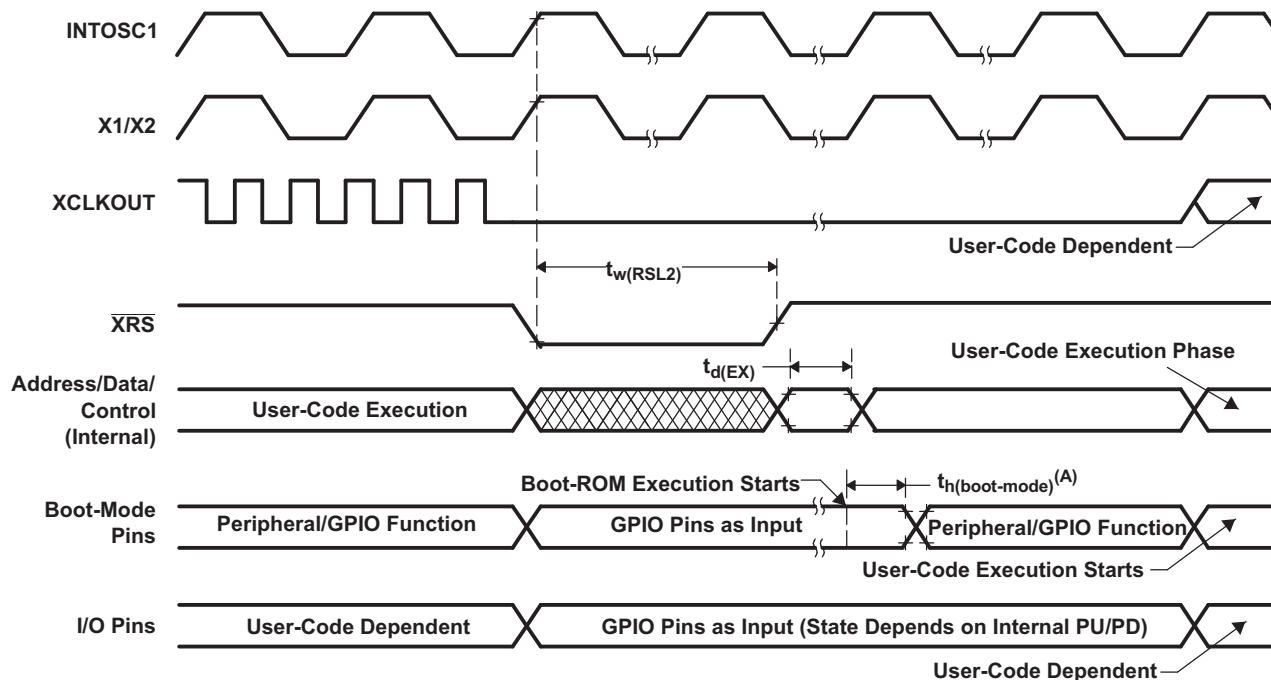 INTOSC1
X1/X2
XCLKOUT
User-Code Dependent
tw(RSL2)
XRS
User-Code Execution Phase
td(EX)
Address/Data/
Control
(Internal)
User-Code Execution
Boot-ROM Execution Starts
th(boot-mode)(A)
Boot-Mode
Pins
Peripheral/GPIO Function
GPIO Pins as Input
Peripheral/GPIO Function
User-Code Execution Starts
I/O Pins
User-Code Dependent
GPIO Pins as Input (State Depends on Internal PU/PD)
User-Code Dependent